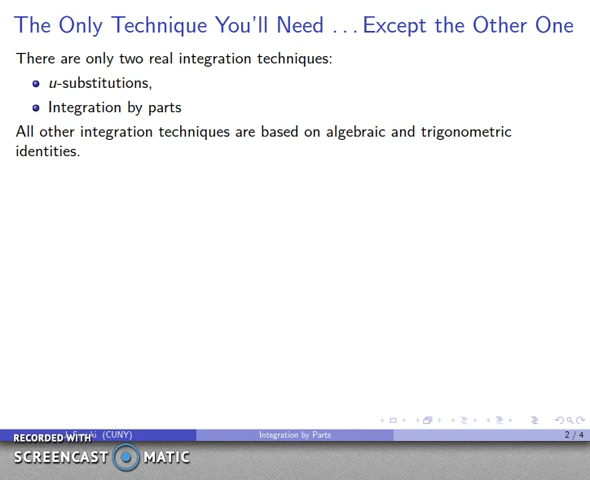 The Only Technique You'll Need ... Except the Other One
There are only two real integration techniques:
u-substitutions,
Integration by parts
All other integration techniques are based on algebraic and trigonometric
identities.
(CUNY)
Integration by Parts
2 / 4
RECORDED WITH
SCREENCAST MATIC